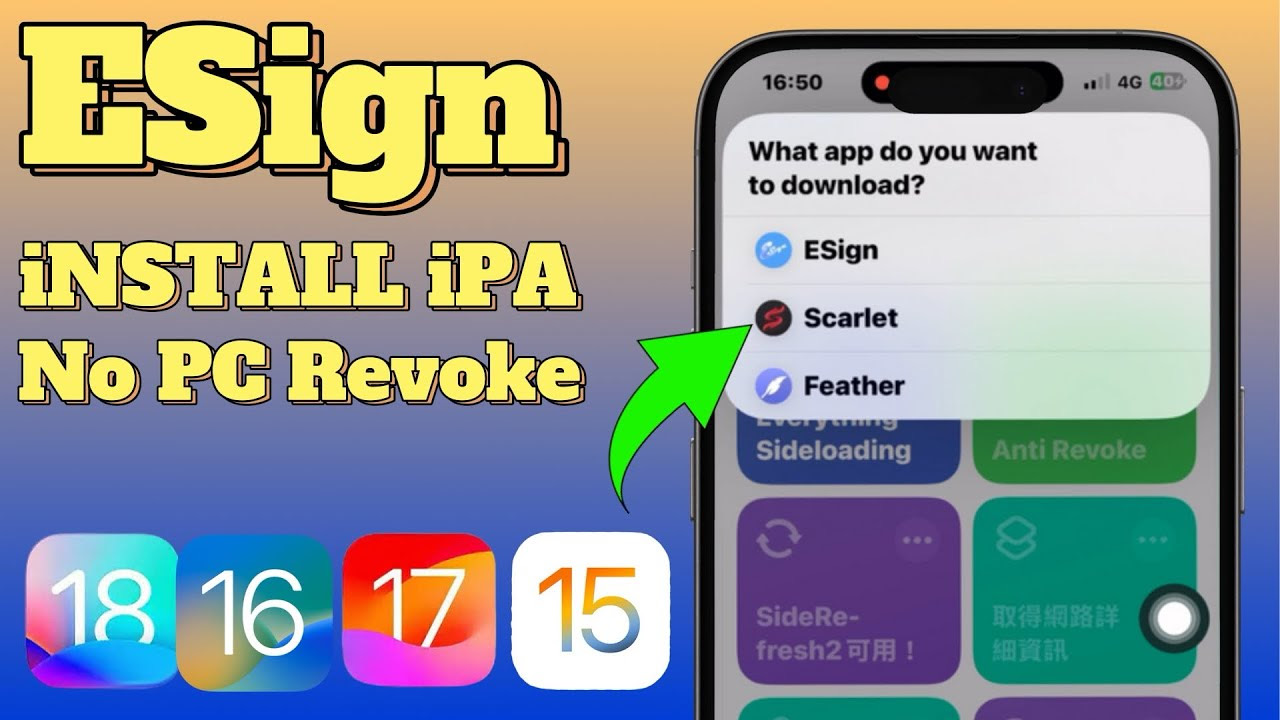 ESign
iNSTALL iPA
No PC Revoke
18
16
17
15
16:50
4G
40
What app do you want
to download?
ESign
Scarlet
Feather
Everything
Sideloading
Anti Revoke
SideRe-
fresh2可用！
取得網路詳
細資訊